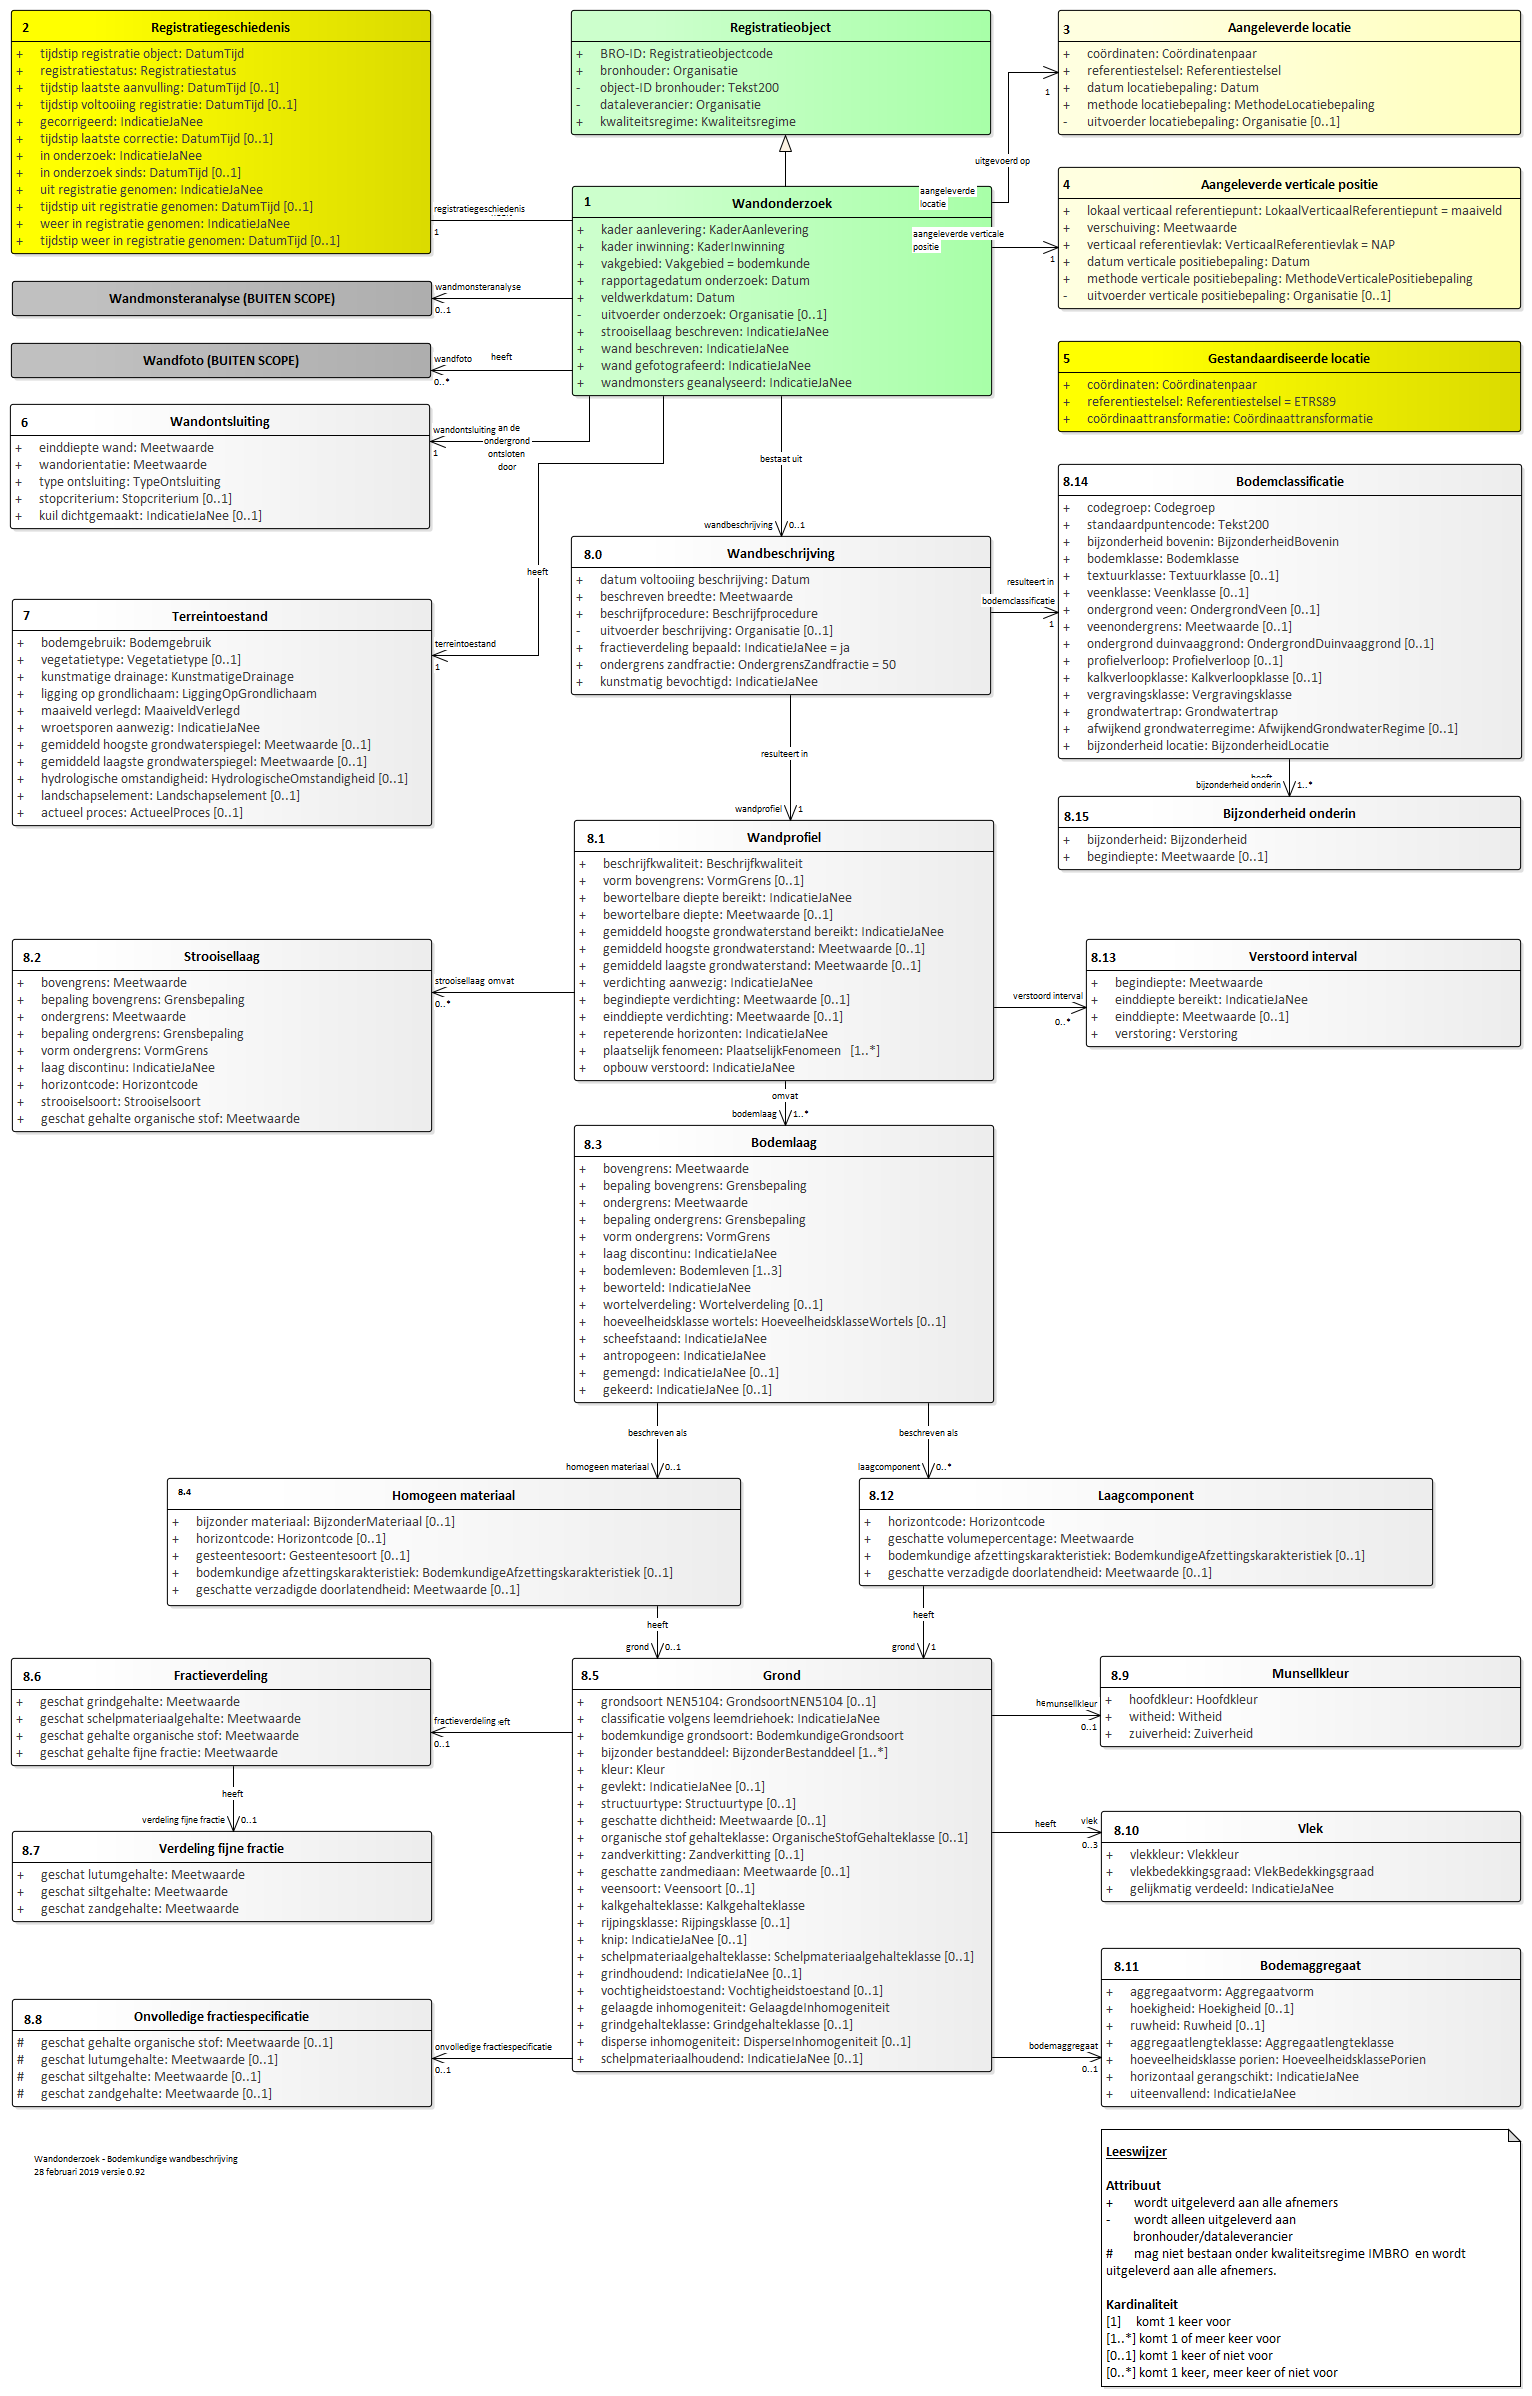 2 Registratiegeschiedenis
+ tijdstip registratie object: DatumTijd
+ registratiestatus: Registratiestatus
+ tijdstip laatste aanvulling: DatumTijd [0..1]
+ tijdstip voltooiing registratie: DatumTijd [0..1]
+ gecorrigeerd: IndicatieJaNee
+ tijdstip laatste correctie: DatumTijd [0..1]
+ in onderzoek: IndicatieJaNee
+ in onderzoek sinds: DatumTijd [0..1]
+ uit registratie genomen: IndicatieJaNee
+ tijdstip uit registratie genomen: DatumTijd [0..1]
+ weer in registratie genomen: IndicatieJaNee
+ tijdstip weer in registratie genomen: DatumTijd [0..1]
Registratieobject
+ BRO-ID: Registratieobjectcode
+ bronhouder: Organisatie
- object-ID bronhouder: Tekst200
- dataleverancier: Organisatie
+ kwaliteitsregime: Kwaliteitsregime
3 Aangeleverde locatie
+ coördinaten: Coördinatenpaar
+ referentiestelsel: Referentiestelsel
+ datum locatiebepaling: Datum
+ methode locatiebepaling: MethodeLocatiebepaling
- uitvoerder locatiebepaling: Organisatie [0..1]
1
uitgevoerd op
aangeleverde
locatie
4 Aangeleverde verticale positie
+ lokaal verticaal referentiepunt: LokaalVerticaalReferentiepunt = maaiveld
+ verschuiving: Meetwaarde
+ verticaal referentievlak: VerticaalReferentievlak = NAP
+ datum verticale positiebepaling: Datum
+ methode verticale positiebepaling: MethodeVerticalePositiebepaling
- uitvoerder verticale positiebepaling: Organisatie [0..1]
aangeleverde verticale
positie
1
1 Wandonderzoek
+ kader aanlevering: KaderAanlevering
+ kader inwinning: KaderInwinning
+ vakgebied: Vakgebied = bodemkunde
+ rapportagedatum onderzoek: Datum
+ veldwerkdatum: Datum
- uitvoerder onderzoek: Organisatie [0..1]
+ strooisellaag beschreven: IndicatieJaNee
+ wand beschreven: IndicatieJaNee
+ wand gefotografeerd: IndicatieJaNee
+ wandmonsters geanalyseerd: IndicatieJaNee
registratiegeschiedenis
1
Wandmonsteranalyse (BUITEN SCOPE)
wandmonsteranalyse
0..1
Wandfoto (BUITEN SCOPE)
wandfoto heeft
0..*
5 Gestandaardiseerde locatie
+ coördinaten: Coördinatenpaar
+ referentiestelsel: Referentiestelsel = ETRS89
+ coördinaattransformatie: Coördinaattransformatie
6 Wandontsluiting
+ einddiepte wand: Meetwaarde
+ wandorientatie: Meetwaarde
+ type ontsluiting: TypeOntsluiting
+ stopcriterium: Stopcriterium [0..1]
+ kuil dichtgemaakt: IndicatieJaNee [0..1]
wandontsluiting an de
ondergrond
ontsloten
door
1
bestaat uit
wandbeschrijving 0..1
heeft
8.0 Wandbeschrijving
+ datum voltooiing beschrijving: Datum
+ beschreven breedte: Meetwaarde
+ beschrijfprocedure: Beschrijfprocedure
- uitvoerder beschrijving: Organisatie [0..1]
+ fractieverdeling bepaald: IndicatieJaNee = ja
+ ondergrens zandfractie: OndergrensZandfractie = 50
+ kunstmatig bevochtigd: IndicatieJaNee
resulteert in
bodemclassificatie
1
8.14 Bodemclassificatie
+ codegroep: Codegroep
+ standaardpuntencode: Tekst200
+ bijzonderheid bovenin: BijzonderheidBovenin
+ bodemklasse: Bodemklasse
+ textuurklasse: Textuurklasse [0..1]
+ veenklasse: Veenklasse [0..1]
+ ondergrond veen: OndergrondVeen [0..1]
+ veenondergrens: Meetwaarde [0..1]
+ ondergrond duinvaaggrond: OndergrondDuinvaaggrond [0..1]
+ profielverloop: Profielverloop [0..1]
+ kalkverloopklasse: Kalkverloopklasse [0..1]
+ vergravingsklasse: Vergravingsklasse
+ grondwatertrap: Grondwatertrap
+ afwijkend grondwaterregime: AfwijkendGrondwaterRegime [0..1]
+ bijzonderheid locatie: BijzonderheidLocatie
bijzonderheid onderin 1..*
8.15 Bijzonderheid onderin
+ bijzonderheid: Bijzonderheid
+ begindiepte: Meetwaarde [0..1]
7 Terreintoestand
+ bodemgebruik: Bodemgebruik
+ vegetatietype: Vegetatietype [0..1]
+ kunstmatige drainage: KunstmatigeDrainage
+ ligging op grondlichaam: LiggingOpGrondlichaam
+ maaiveld verlegd: MaaiveldVerlegd
+ wroetsporen aanwezig: IndicatieJaNee
+ gemiddeld hoogste grondwaterspiegel: Meetwaarde [0..1]
+ gemiddeld laagste grondwaterspiegel: Meetwaarde [0..1]
+ hydrologische omstandigheid: HydrologischeOmstandigheid [0..1]
+ landschapselement: Landschapselement [0..1]
+ actueel proces: ActueelProces [0..1]
terreintoestand
1
resulteert in
wandprofiel 1
8.1 Wandprofiel
+ beschrijfkwaliteit: Beschrijfkwaliteit
+ vorm bovengrens: VormGrens [0..1]
+ bewortelbare diepte bereikt: IndicatieJaNee
+ bewortelbare diepte: Meetwaarde [0..1]
+ gemiddeld hoogste grondwaterstand bereikt: IndicatieJaNee
+ gemiddeld hoogste grondwaterstand: Meetwaarde [0..1]
+ gemiddeld laagste grondwaterstand: Meetwaarde [0..1]
+ verdichting aanwezig: IndicatieJaNee
+ begindiepte verdichting: Meetwaarde [0..1]
+ einddiepte verdichting: Meetwaarde [0..1]
+ repeterende horizonten: IndicatieJaNee
+ plaatselijk fenomeen: PlaatselijkFenomeen [1..*]
+ opbouw verstoord: IndicatieJaNee
8.2 Strooisellaag
+ bovengrens: Meetwaarde
+ bepaling bovengrens: Grensbepaling
+ ondergrens: Meetwaarde
+ bepaling ondergrens: Grensbepaling
+ vorm ondergrens: VormGrens
+ laag discontinu: IndicatieJaNee
+ horizontcode: Horizontcode
+ strooiselsoort: Strooiselsoort
+ geschat gehalte organische stof: Meetwaarde
strooisellaag omvat
0..*
verstoord interval
0..*
8.13 Verstoord interval
+ begindiepte: Meetwaarde
+ einddiepte bereikt: IndicatieJaNee
+ einddiepte: Meetwaarde [0..1]
+ verstoring: Verstoring
omvat
bodemlaag 1..*
8.3 Bodemlaag
+ bovengrens: Meetwaarde
+ bepaling bovengrens: Grensbepaling
+ ondergrens: Meetwaarde
+ bepaling ondergrens: Grensbepaling
+ vorm ondergrens: VormGrens
+ laag discontinu: IndicatieJaNee
+ bodemleven: Bodemleven [1..3]
+ beworteld: IndicatieJaNee
+ wortelverdeling: Wortelverdeling [0..1]
+ hoeveelheidsklasse wortels: HoeveelheidsklasseWortels [0..1]
+ scheefstaand: IndicatieJaNee
+ antropogeen: IndicatieJaNee
+ gemengd: IndicatieJaNee [0..1]
+ gekeerd: IndicatieJaNee [0..1]
beschreven als
homogeen materiaal 0..1
beschreven als
laagcomponent 0..*
8.4 Homogeen materiaal
+ bijzonder materiaal: BijzonderMateriaal [0..1]
+ horizontcode: Horizontcode [0..1]
+ gesteentesoort: Gesteentesoort [0..1]
+ bodemkundige afzettingskarakteristiek: BodemkundigeAfzettingskarakteristiek [0..1]
+ geschatte verzadigde doorlatendheid: Meetwaarde [0..1]
8.12 Laagcomponent
+ horizontcode: Horizontcode
+ geschatte volumepercentage: Meetwaarde
+ bodemkundige afzettingskarakteristiek: BodemkundigeAfzettingskarakteristiek [0..1]
+ geschatte verzadigde doorlatendheid: Meetwaarde [0..1]
heeft
grond 0..1
heeft
grond 1
8.6 Fractieverdeling
+ geschat grindgehalte: Meetwaarde
+ geschat schelpmateriaalgehalte: Meetwaarde
+ geschat gehalte organische stof: Meetwaarde
+ geschat gehalte fijne fractie: Meetwaarde
fractieverdeling eft
0..1
heeft
verdeling fijne fractie 0..1
8.7 Verdeling fijne fractie
+ geschat lutumgehalte: Meetwaarde
+ geschat siltgehalte: Meetwaarde
+ geschat zandgehalte: Meetwaarde
8.8 Onvolledige fractiespecificatie
# geschat gehalte organische stof: Meetwaarde [0..1]
# geschat lutumgehalte: Meetwaarde [0..1]
# geschat siltgehalte: Meetwaarde [0..1]
# geschat zandgehalte: Meetwaarde [0..1]
onvolledige fractiespecificatie
0..1
8.5 Grond
+ grondsoort NEN5104: GrondsoortNEN5104 [0..1]
+ classificatie volgens leemdriehoek: IndicatieJaNee
+ bodemkundige grondsoort: BodemkundigeGrondsoort
+ bijzonder bestanddeel: BijzonderBestanddeel [1..*]
+ kleur: Kleur
+ gevlekt: IndicatieJaNee [0..1]
+ structuurtype: Structuurtype [0..1]
+ geschatte dichtheid: Meetwaarde [0..1]
+ organische stof gehalteklasse: OrganischeStofGehalteklasse [0..1]
+ zandverkitting: Zandverkitting [0..1]
+ geschatte zandmediaan: Meetwaarde [0..1]
+ veensoort: Veensoort [0..1]
+ kalkgehalteklasse: Kalkgehalteklasse
+ rijpingsklasse: Rijpingsklasse [0..1]
+ knip: IndicatieJaNee [0..1]
+ schelpmateriaalgehalteklasse: Schelpmateriaalgehalteklasse [0..1]
+ grindhoudend: IndicatieJaNee [0..1]
+ vochtigheidstoestand: Vochtigheidstoestand [0..1]
+ gelaagde inhomogeniteit: GelaagdeInhomogeniteit
+ grindgehalteklasse: Grindgehalteklasse [0..1]
+ disperse inhomogeniteit: DisperseInhomogeniteit [0..1]
+ schelpmateriaalhoudend: IndicatieJaNee [0..1]
munsellkleur
0..1
8.9 Munsellkleur
+ hoofdkleur: Hoofdkleur
+ witheid: Witheid
+ zuiverheid: Zuiverheid
heeft vlek
0..3
8.10 Vlek
+ vlekkleur: Vlekkleur
+ vlekbedekkingsgraad: VlekBedekkingsgraad
+ gelijkmatig verdeeld: IndicatieJaNee
bodemaggregaat
0..1
8.11 Bodemaggregaat
+ aggregaatvorm: Aggregaatvorm
+ hoekigheid: Hoekigheid [0..1]
+ ruwheid: Ruwheid [0..1]
+ aggregaatlengteklasse: Aggregaatlengteklasse
+ hoeveelheidsklasse porien: HoeveelheidsklassePorien
+ horizontaal gerangschikt: IndicatieJaNee
+ uiteenvallend: IndicatieJaNee
Wandonderzoek - Bodemkundige wandbeschrijving
28 februari 2019 versie 0.92
Leeswijzer
Attribuut
+ wordt uitgeleverd aan alle afnemers
- wordt alleen uitgeleverd aan
bronhouder/dataleverancier
# mag niet bestaan onder kwaliteitsregime IMBRO en wordt
uitgeleverd aan alle afnemers.
Kardinaliteit
[1] komt 1 keer voor
[1..*] komt 1 of meer keer voor
[0..1] komt 1 keer of niet voor
[0..*] komt 1 keer, meer keer of niet voor